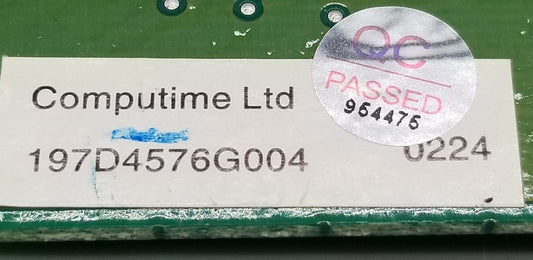 Computime Ltd
197D4576G004 0224
QC
PASSED
954475